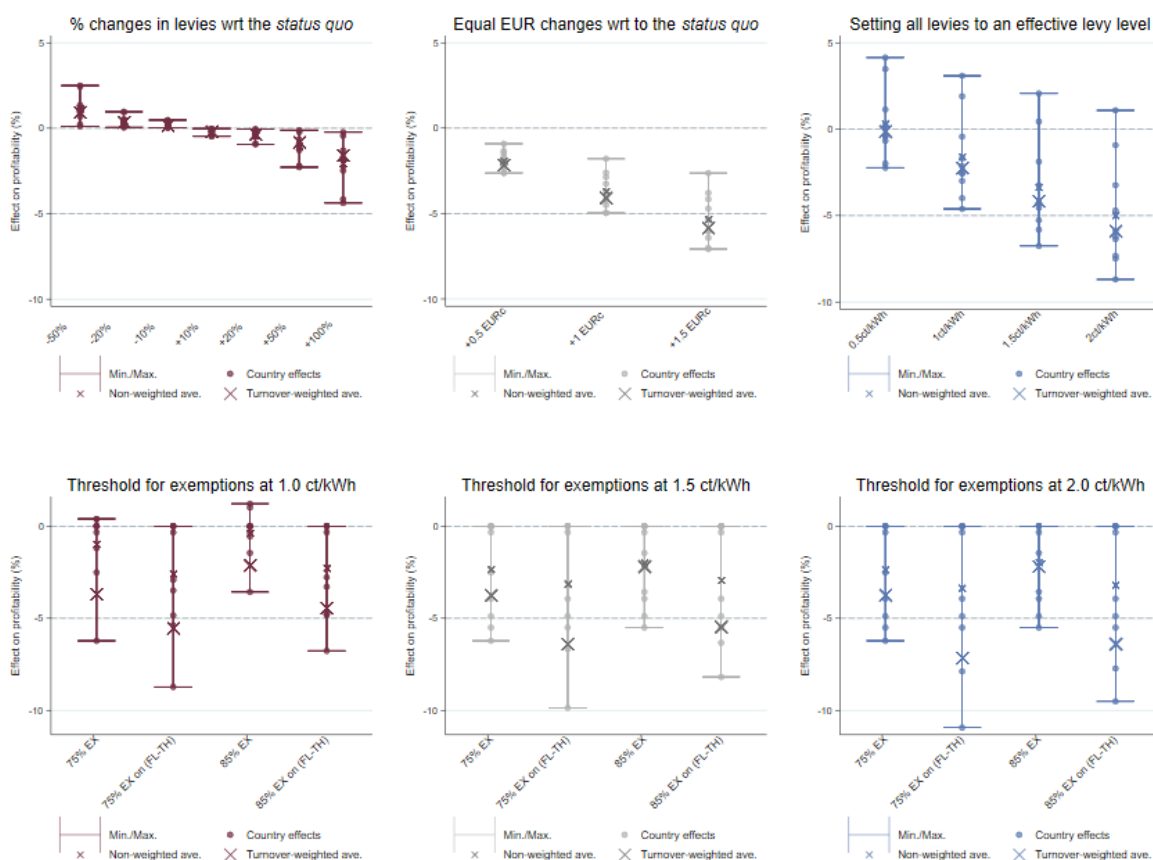 % changes in levies wrt the status quo
Effect on profitability (%)
5
0
-5
-10
-50%
-20%
-10%
+10%
+20%
+50%
+100%
Min./Max.
Country effects
Non-weighted ave.
Turnover-weighted ave.
Equal EUR changes wrt to the status quo
Effect on profitability (%)
5
0
-5
-10
+0.5 EURc
+1 EURc
+1.5 EURc
Min./Max.
Country effects
Non-weighted ave.
Turnover-weighted ave.
Setting all levies to an effective levy level
Effect on profitability (%)
5
0
-5
-10
0.5ct/kWh
1ct/kWh
1.5ct/kWh
2ct/kWh
Min./Max.
Country effects
Non-weighted ave.
Turnover-weighted ave.
Threshold for exemptions at 1.0 ct/kWh
Effect on profitability (%)
0
-5
-10
75% EX
75% EX on (FL-TH)
85% EX
85% EX on (FL-TH)
Min./Max.
Country effects
Non-weighted ave.
Turnover-weighted ave.
Threshold for exemptions at 1.5 ct/kWh
Effect on profitability (%)
0
-5
-10
75% EX
75% EX on (FL-TH)
85% EX
85% EX on (FL-TH)
Min./Max.
Country effects
Non-weighted ave.
Turnover-weighted ave.
Threshold for exemptions at 2.0 ct/kWh
Effect on profitability (%)
0
-5
-10
75% EX
75% EX on (FL-TH)
85% EX
85% EX on (FL-TH)
Min./Max.
Country effects
Non-weighted ave.
Turnover-weighted ave.